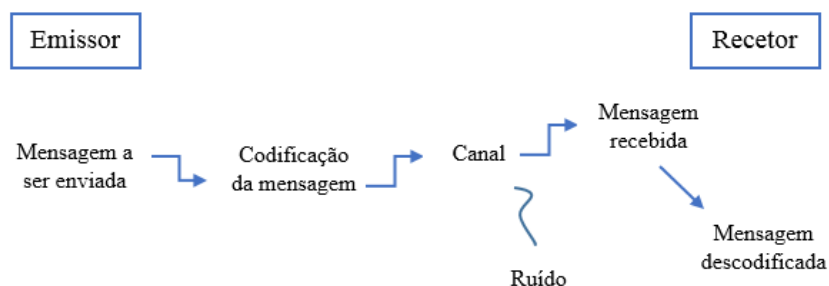 Emissor
Recetor
Mensagem a
ser enviada
Codificação
da mensagem
Canal
Mensagem
recebida
Mensagem
descodificada
Ruído